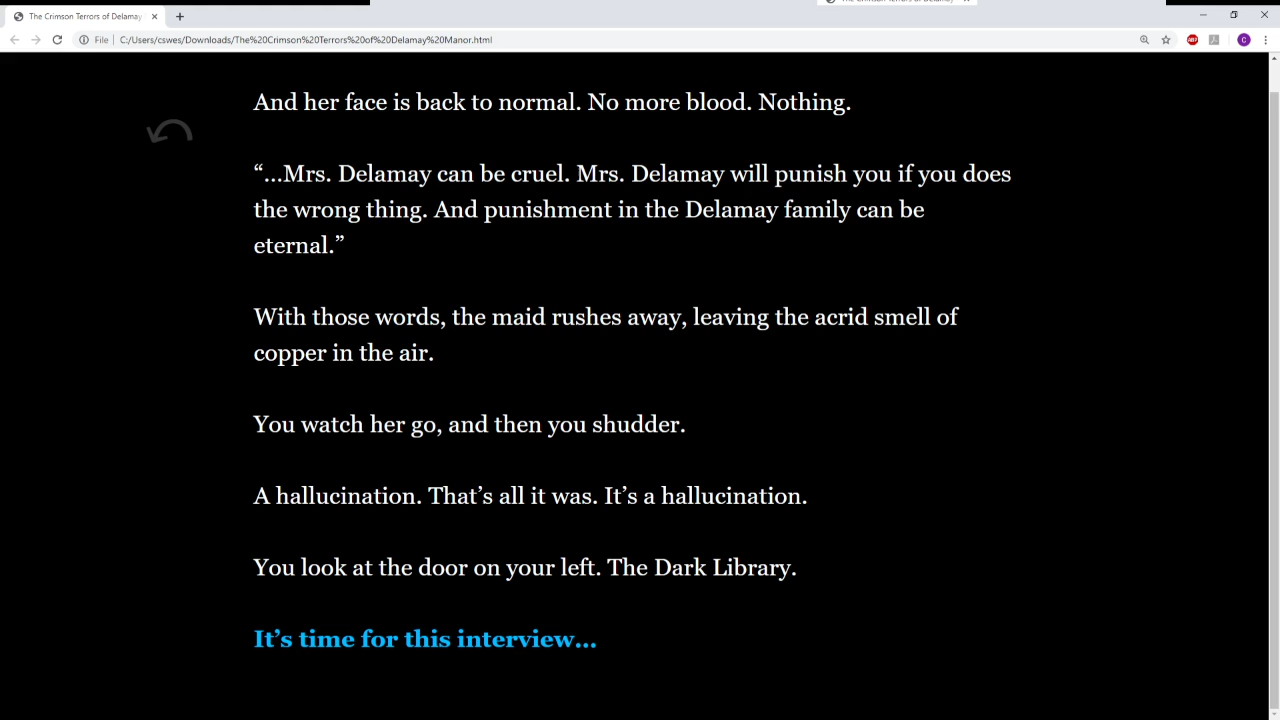 The Crimson Terrors of Delamay
File
C:/Users/cswes/Downloads/The%20Crimson%20Terrors%20of%20Delamay%20Manor.html
ABP
C
And her face is back to normal. No more blood. Nothing.
“...Mrs. Delamay can be cruel. Mrs. Delamay will punish you if you does
the wrong thing. And punishment in the Delamay family can be
eternal.”
With those words, the maid rushes away, leaving the acrid smell of
copper in the air.
You watch her go, and then you shudder.
A hallucination. That’s all it was. It’s a hallucination.
You look at the door on your left. The Dark Library.
It’s time for this interview...